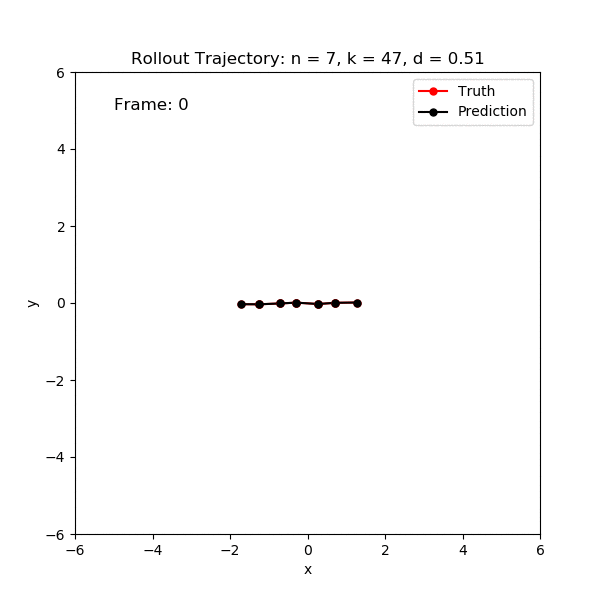 Rollout Trajectory: n = 7, k = 47, d = 0.51
Frame: 0
Truth
Prediction
6
4
2
0
−2
−4
−6
y
−6 −4 −2 0 2 4 6
x